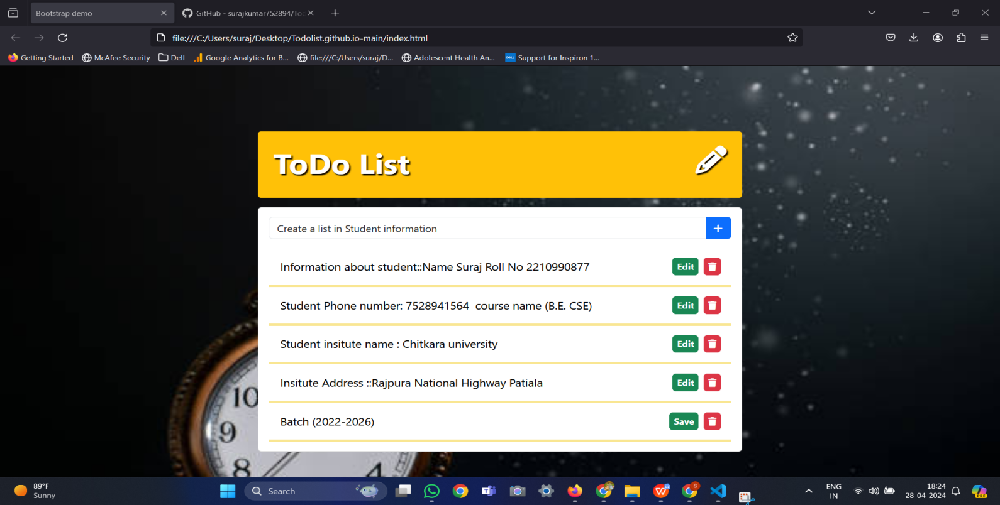 Bootstrap demo
GitHub - surajkumar752894/Tod
file:///C:/Users/suraj/Desktop/Todolist.github.io-main/index.html
Getting Started McAfee Security Dell Google Analytics for B... file:///C:/Users/suraj/D... Adolescent Health An... DELL Support for Inspiron 1...
ToDo List
Create a list in Student information +
Information about student::Name Suraj Roll No 2210990877 Edit
Student Phone number: 7528941564 course name (B.E. CSE) Edit
Student insitute name : Chitkara university Edit
Insitute Address ::Rajpura National Highway Patiala Edit
Batch (2022-2026) Save
10
9
8
4
89°F
Sunny
Search
ENG
IN
18:24
28-04-2024
PRE